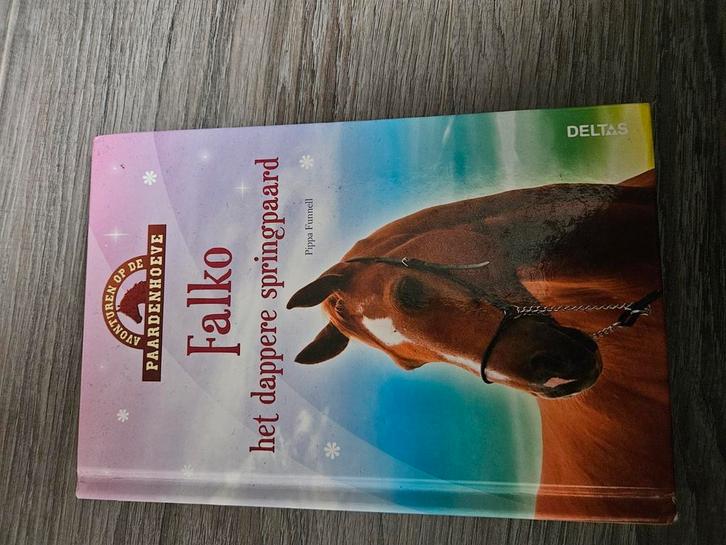 AVONTUREN OP DE
PAARDENHOEVE
Falko
het dappere springpaard
Pippa Funnell
DELTAS